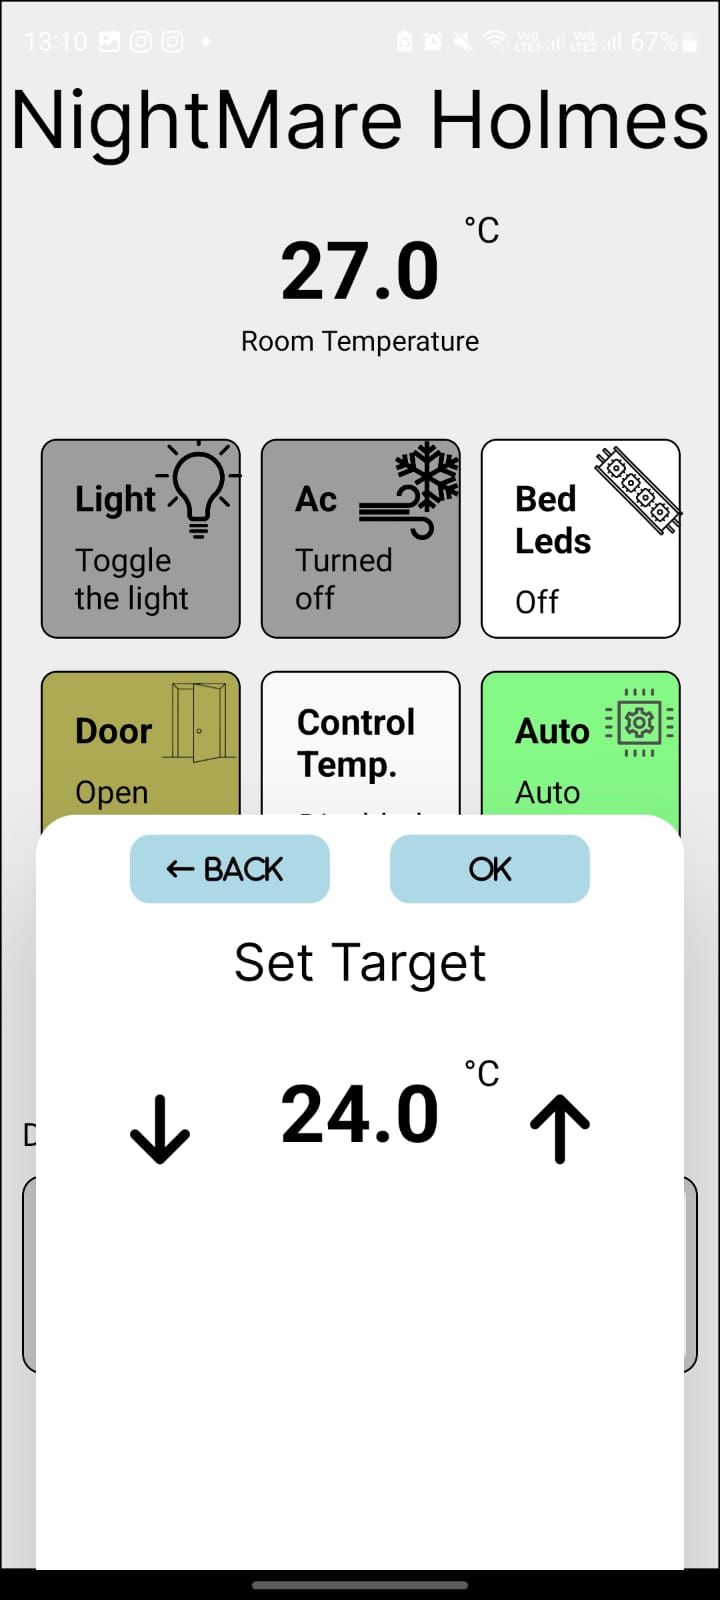 13:10 67%
NightMare Holmes
°C
27.0
Room Temperature
Light Ac Bed
Leds
Toggle Turned Off
the light off
Door Control Auto
Temp.
Open Auto
← BACK OK
Set Target
°C
24.0